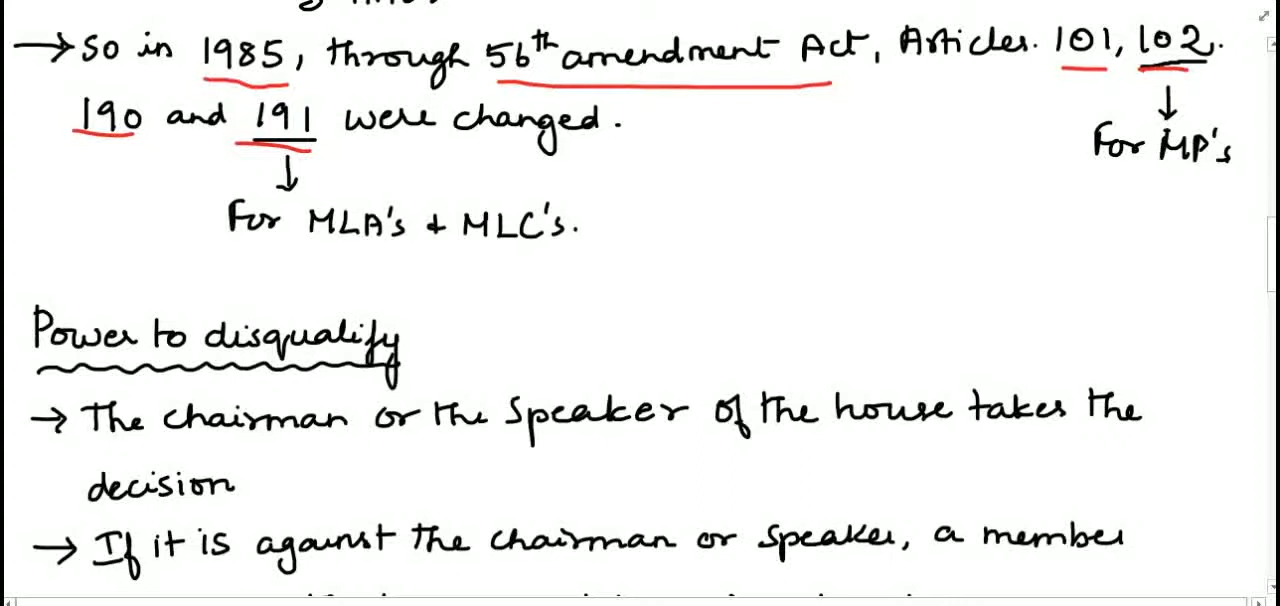 → So in 1985, through 56th amendment Act, Articles. 101, 102.
190 and 191 were changed.
↓
For MP's
↓
For MLA's + MLC's.
Power to disqualify
→ The chairman or the Speaker of the house takes the
decision
→ If it is against the chairman or speaker, a member